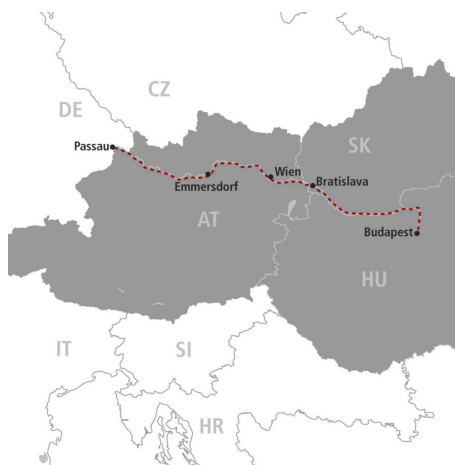 CZ
DE
Passau
SK
Wien
Emmersdorf
Bratislava
AT
Budapest
HU
IT
SI
HR